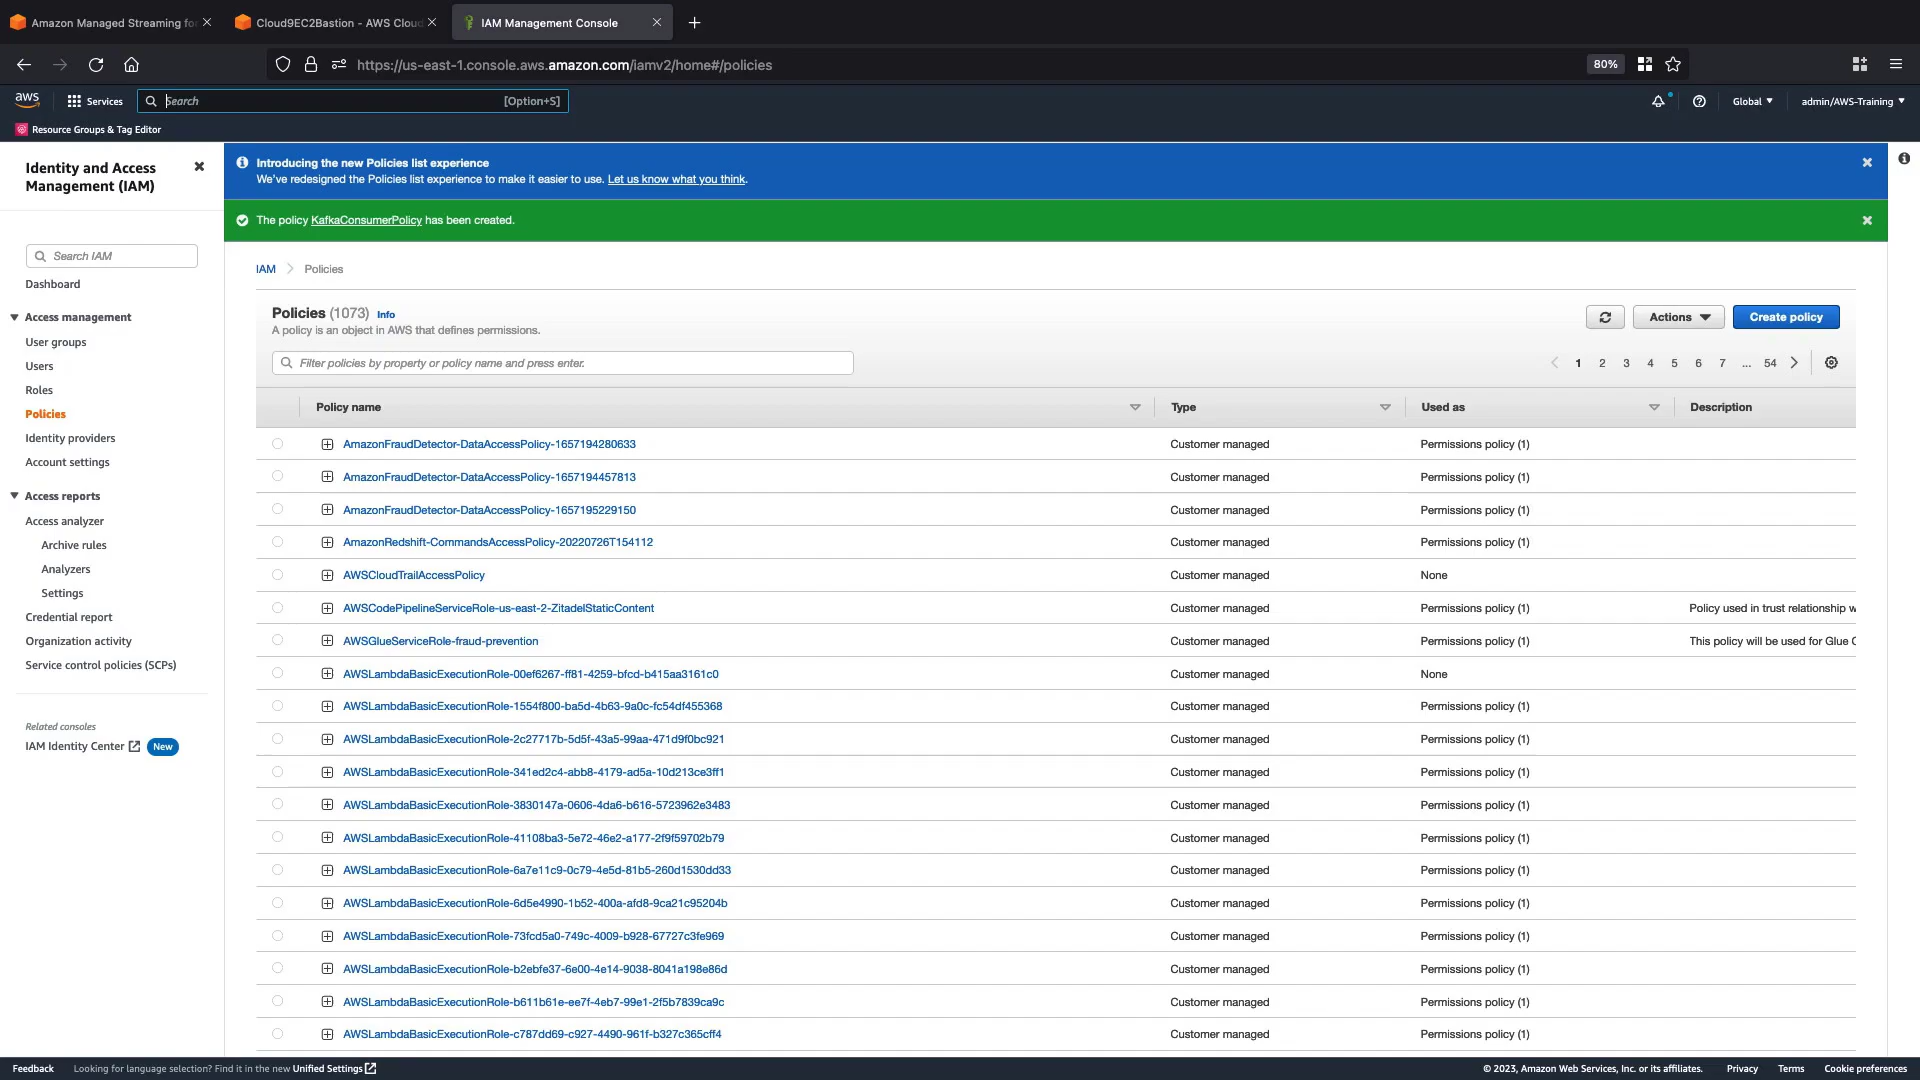 Amazon Managed Streaming for
Cloud9EC2Bastion - AWS Cloud
IAM Management Console
https://us-east-1.console.aws.amazon.com/iamv2/home#/policies
80%
aws
Services
Search
[Option+S]
Global
admin/AWS-Training
Resource Groups & Tag Editor
Identity and Access
Management (IAM)
Search IAM
Dashboard
Access management
User groups
Users
Roles
Policies
Identity providers
Account settings
Access reports
Access analyzer
Archive rules
Analyzers
Settings
Credential report
Organization activity
Service control policies (SCPs)
Related consoles
IAM Identity Center New
Introducing the new Policies list experience
We've redesigned the Policies list experience to make it easier to use. Let us know what you think.
The policy KafkaConsumerPolicy has been created.
IAM Policies
Policies (1073) Info
A policy is an object in AWS that defines permissions.
Actions
Create policy
Filter policies by property or policy name and press enter.
1 2 3 4 5 6 7 ... 54
Policy name Type Used as Description
AmazonFraudDetector-DataAccessPolicy-1657194280633 Customer managed Permissions policy (1)
AmazonFraudDetector-DataAccessPolicy-1657194457813 Customer managed Permissions policy (1)
AmazonFraudDetector-DataAccessPolicy-1657195229150 Customer managed Permissions policy (1)
AmazonRedshift-CommandsAccessPolicy-20220726T154112 Customer managed Permissions policy (1)
AWSCloudTrailAccessPolicy Customer managed None
AWSCodePipelineServiceRole-us-east-2-ZitadelStaticContent Customer managed Permissions policy (1) Policy used in trust relationship w
AWSGlueServiceRole-fraud-prevention Customer managed Permissions policy (1) This policy will be used for Glue C
AWSLambdaBasicExecutionRole-00ef6267-ff81-4259-bfcd-b415aa3161c0 Customer managed None
AWSLambdaBasicExecutionRole-1554f800-ba5d-4b63-9a0c-fc54df455368 Customer managed Permissions policy (1)
AWSLambdaBasicExecutionRole-2c27717b-5d5f-43a5-99aa-471d9f0bc921 Customer managed Permissions policy (1)
AWSLambdaBasicExecutionRole-341ed2c4-abb8-4179-ad5a-10d213ce3ff1 Customer managed Permissions policy (1)
AWSLambdaBasicExecutionRole-3830147a-0606-4da6-b616-5723962e3483 Customer managed Permissions policy (1)
AWSLambdaBasicExecutionRole-41108ba3-5e72-46e2-a177-2f9f59702b79 Customer managed Permissions policy (1)
AWSLambdaBasicExecutionRole-6a7e11c9-0c79-4e5d-81b5-260d1530dd33 Customer managed Permissions policy (1)
AWSLambdaBasicExecutionRole-6d5e4990-1b52-400a-afd8-9ca21c95204b Customer managed Permissions policy (1)
AWSLambdaBasicExecutionRole-73fcd5a0-749c-4009-b928-67727c3fe969 Customer managed Permissions policy (1)
AWSLambdaBasicExecutionRole-b2ebfe37-6e00-4e14-9038-8041a198e86d Customer managed Permissions policy (1)
AWSLambdaBasicExecutionRole-b611b61e-ee7f-4eb7-99e1-2f5b7839ca9c Customer managed Permissions policy (1)
AWSLambdaBasicExecutionRole-c787dd69-c927-4490-961f-b327c365cff4 Customer managed Permissions policy (1)
Feedback
Looking for language selection? Find it in the new Unified Settings
© 2023, Amazon Web Services, Inc. or its affiliates.
Privacy
Terms
Cookie preferences